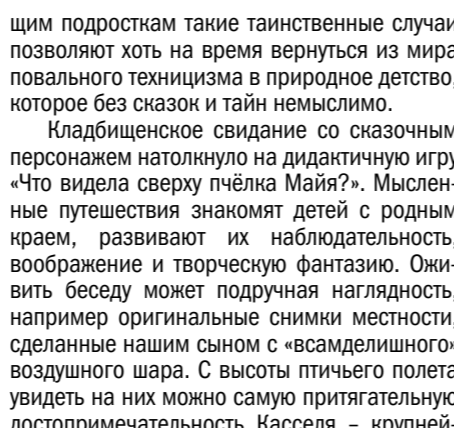 щим подросткам такие таинственные случаи
позволяют хоть на время вернуться из мира
повального техницизма в природное детство,
которое без сказок и тайн немыслимо.
Кладбищенское свидание со сказочным
персонажем натолкнуло на дидактичную игру
«Что видела сверху пчёлка Майя?». Мыслен-
ные путешествия знакомят детей с родным
краем, развивают их наблюдательность,
воображение и творческую фантазию. Ожи-
вить беседу может подручная наглядность,
например оригинальные снимки местности,
сделанные нашим сыном с «всамделишного»
воздушного шара. С высоты птичьего полета
увидеть на них можно самую притягательную
достопримечательность Касселя – крупней-